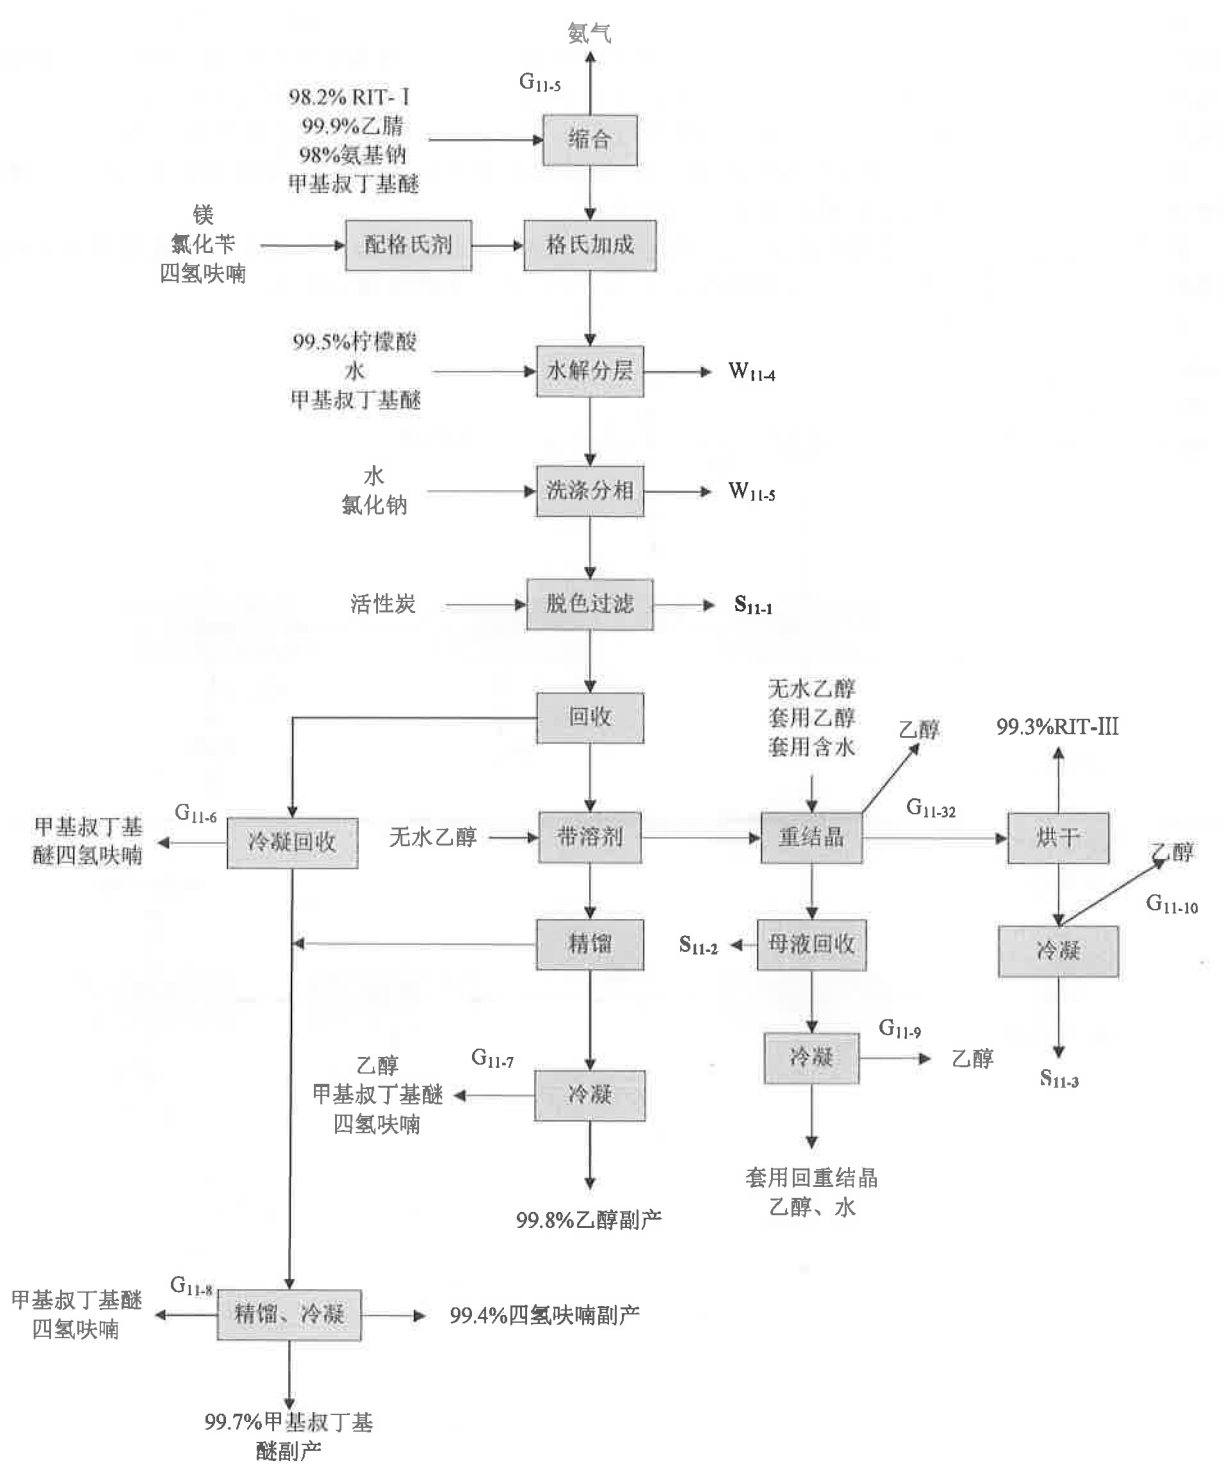 氨气
G11-5
98.2% RIT-Ⅰ
99.9%乙腈
98%氨基钠
甲基叔丁基醚
缩合
镁
氯化苄
四氢呋喃
配格氏剂
格氏加成
99.5%柠檬酸
水
甲基叔丁基醚
水解分层
W11-4
水
氯化钠
洗涤分相
W11-5
活性炭
脱色过滤
S11-1
回收
无水乙醇
套用乙醇
套用含水
乙醇
99.3%RIT-Ⅲ
甲基叔丁基
醚四氢呋喃
G11-6
冷凝回收
无水乙醇
带溶剂
重结晶
G11-32
烘干
乙醇
G11-10
精馏
S11-2
母液回收
冷凝
乙醇
甲基叔丁基醚
四氢呋喃
G11-7
冷凝
冷凝
G11-9
乙醇
S11-3
99.8%乙醇副产
套用回重结晶
乙醇、水
甲基叔丁基醚
四氢呋喃
G11-8
精馏、冷凝
99.4%四氢呋喃副产
99.7%甲基叔丁基
醚副产